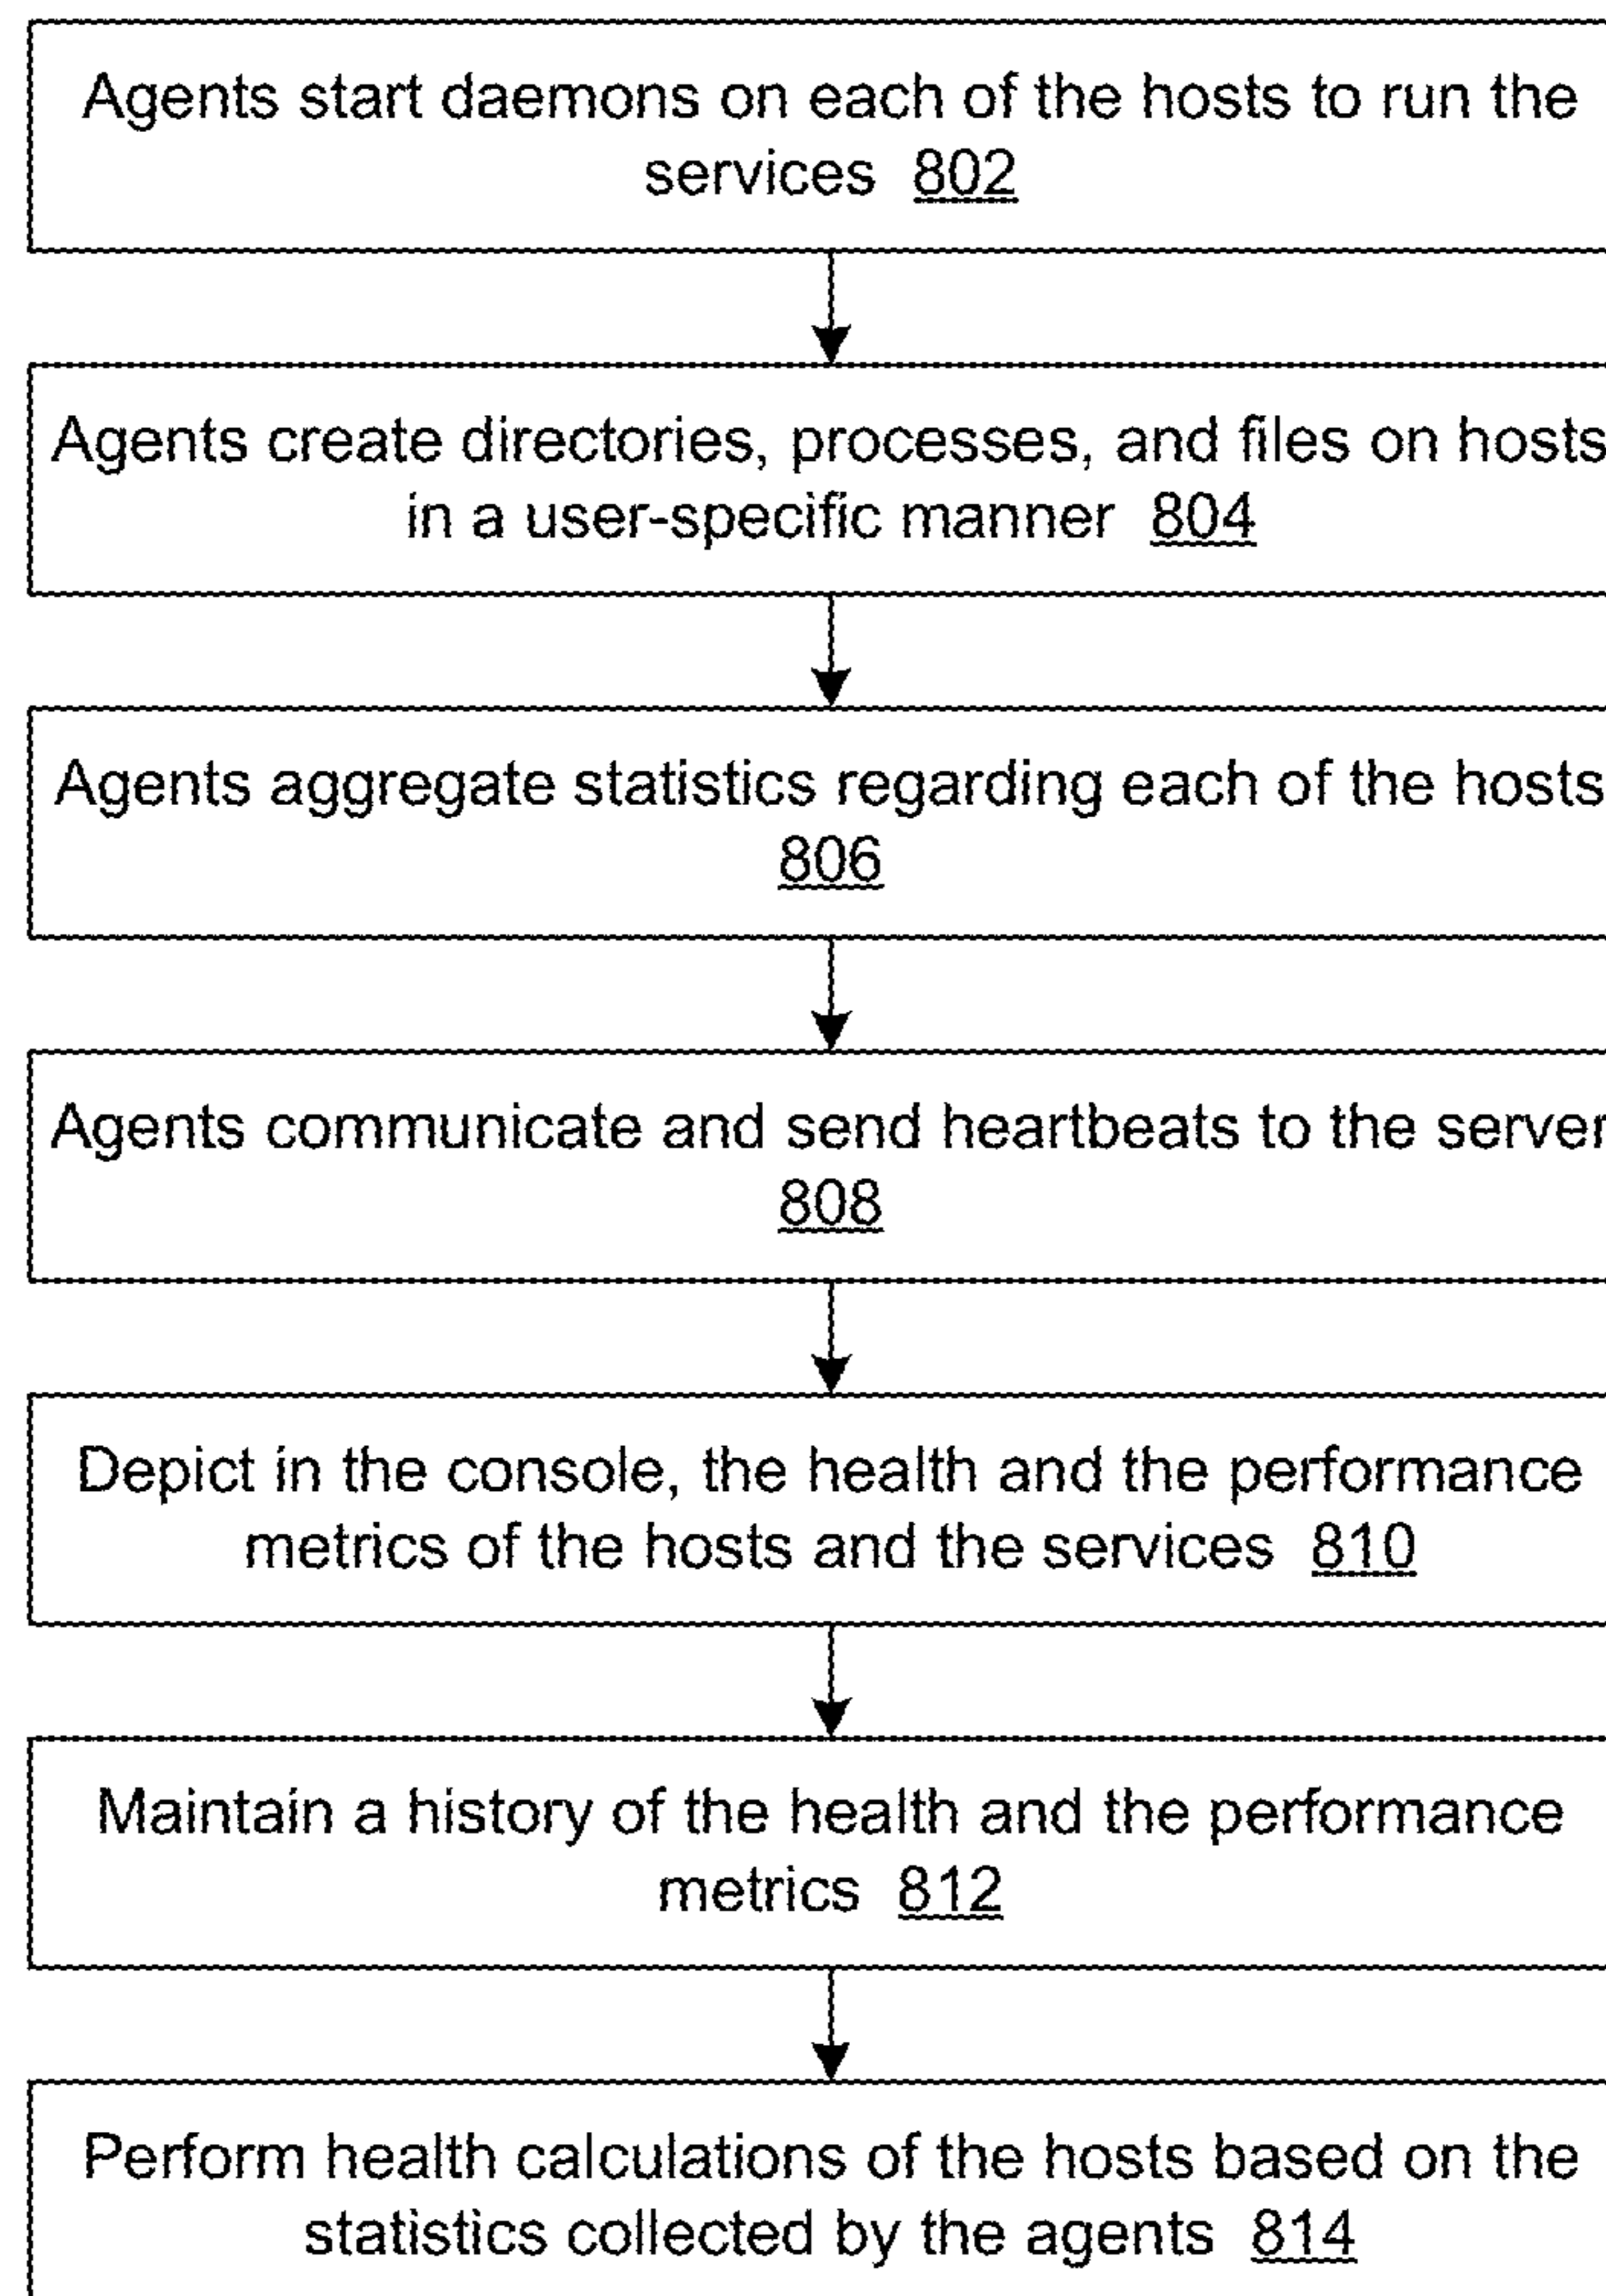 Agents start daemons on each of the hosts to run the
services 802
Agents create directories, processes, and files on hosts
in a user-specific manner 804
Agents aggregate statistics regarding each of the hosts
806
Agents communicate and send heartbeats to the server
808
Depict in the console, the health and the performance
metrics of the hosts and the services 810
Maintain a history of the health and the performance
metrics 812
Perform health calculations of the hosts based on the
statistics collected by the agents 814